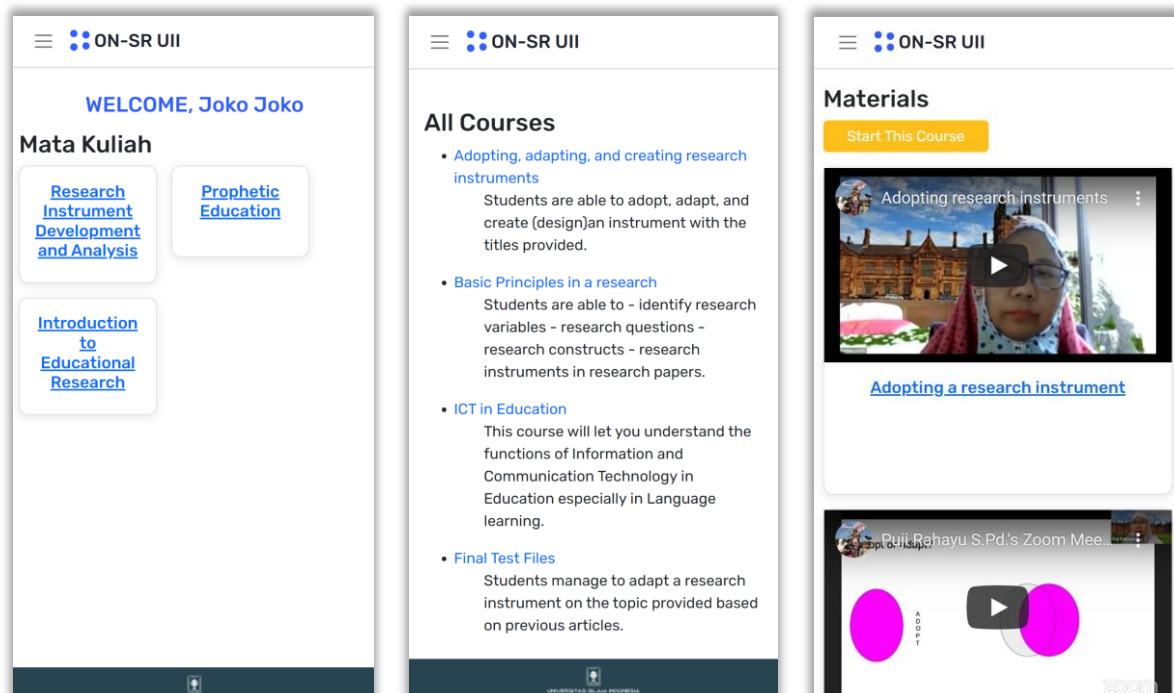 ON-SR UII
WELCOME, Joko Joko
Mata Kuliah
Research
Instrument
Development
and Analysis
Prophetic
Education
Introduction
to
Educational
Research
ON-SR UII
All Courses
• Adopting, adapting, and creating research
instruments
Students are able to adopt, adapt, and
create (design)an instrument with the
titles provided.
• Basic Principles in a research
Students are able to - identify research
variables - research questions -
research constructs - research
instruments in research papers.
• ICT in Education
This course will let you understand the
functions of Information and
Communication Technology in
Education especially in Language
learning.
• Final Test Files
Students manage to adapt a research
instrument on the topic provided based
on previous articles.
UNIVERSITAS ISLAM INDONESIA
ON-SR UII
Materials
Start This Course
Adopting research instruments
Adopting a research instrument
Puji Rahayu S.Pd.'s Zoom Mee...
or Adapt?
ADOPT
zoom